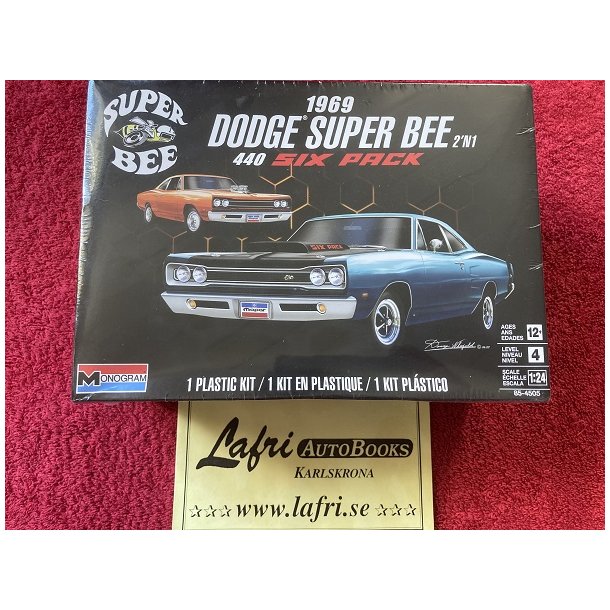 SUPER
BEE
1969
DODGE® SUPER BEE 2'N1
440 SIX PACK
SIX PACK
Mopar
AGES
ANS
EDADES
12+
LEVEL
NIVEAU
NIVEL
4
SCALE
ÉCHELLE
ESCALA
1:24
85-4505
MONOGRAM
1 PLASTIC KIT / 1 KIT EN PLASTIQUE / 1 KIT PLÁSTICO
Lafri AUTOBOOKS
KARLSKRONA
☆☆☆ www.lafri.se ☆☆☆